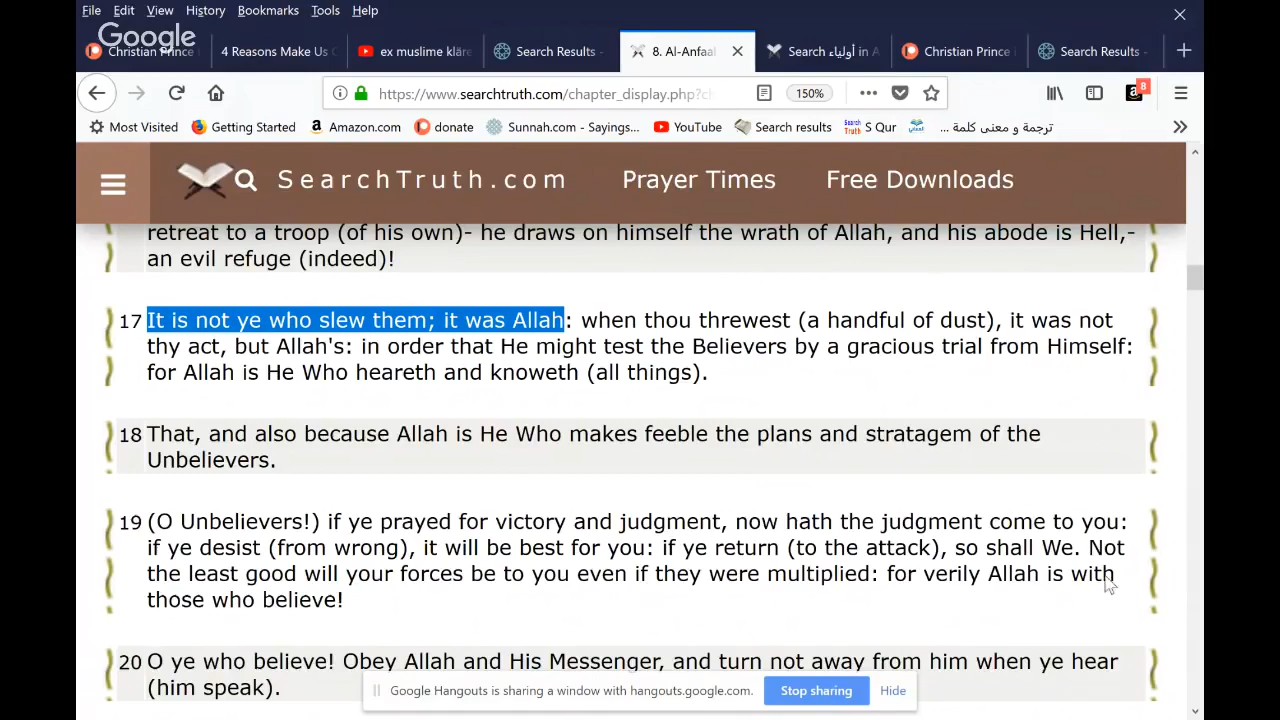 File Edit View History Bookmarks Tools Help
Google
Christian Prince
4 Reasons Make Us
ex muslime kläre
Search Results -
8. Al-Anfaal
Search أولياء in A
Christian Prince
Search Results -
https://www.searchtruth.com/chapter_display.php?c
150%
8
Most Visited Getting Started Amazon.com donate Sunnah.com - Sayings,... YouTube Search results Search Truth S Qur ترجمة و معنى كلمة ...
SearchTruth.com Prayer Times Free Downloads
retreat to a troop (of his own)- he draws on himself the wrath of Allah, and his abode is Hell,-
an evil refuge (indeed)!
17 It is not ye who slew them; it was Allah: when thou threwest (a handful of dust), it was not
thy act, but Allah's: in order that He might test the Believers by a gracious trial from Himself:
for Allah is He Who heareth and knoweth (all things).
18 That, and also because Allah is He Who makes feeble the plans and stratagem of the
Unbelievers.
19 (O Unbelievers!) if ye prayed for victory and judgment, now hath the judgment come to you:
if ye desist (from wrong), it will be best for you: if ye return (to the attack), so shall We. Not
the least good will your forces be to you even if they were multiplied: for verily Allah is with
those who believe!
20 O ye who believe! Obey Allah and His Messenger, and turn not away from him when ye hear
(him speak).
Google Hangouts is sharing a window with hangouts.google.com. Stop sharing Hide